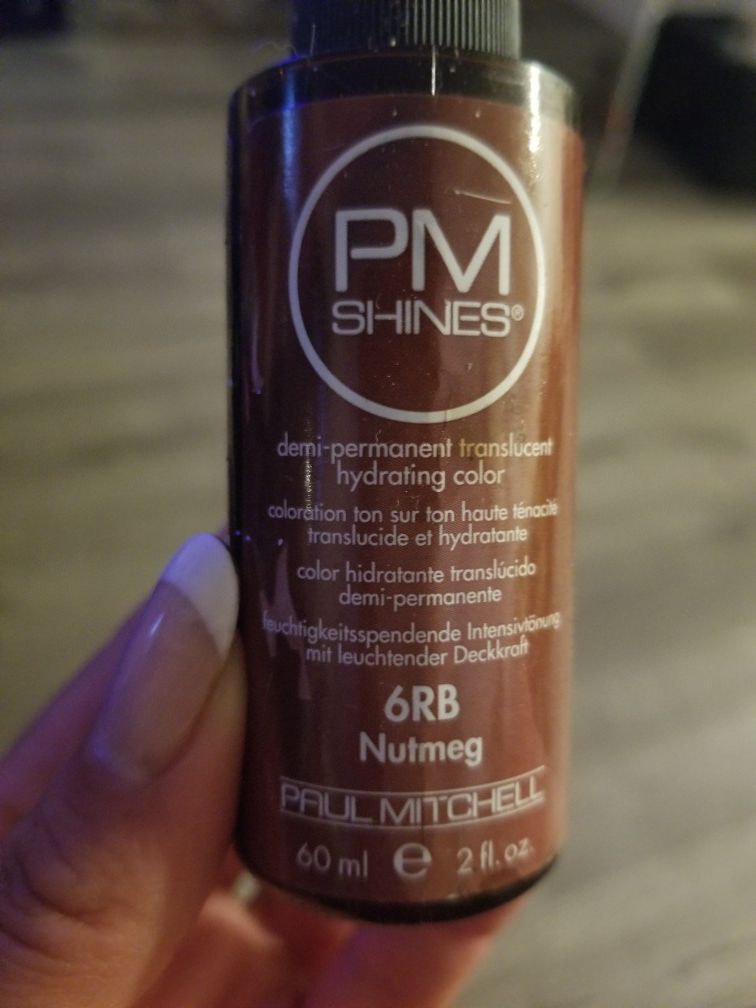 PM
SHINES®
demi-permanent translucent
hydrating color
coloration ton sur ton haute ténacité
translucide et hydratante
color hidratante translúcido
demi-permanente
feuchtigkeitsspendende Intensivtönung
mit leuchtender Deckkraft
6RB
Nutmeg
PAUL MITCHELL
60 ml ℮ 2 fl. oz.